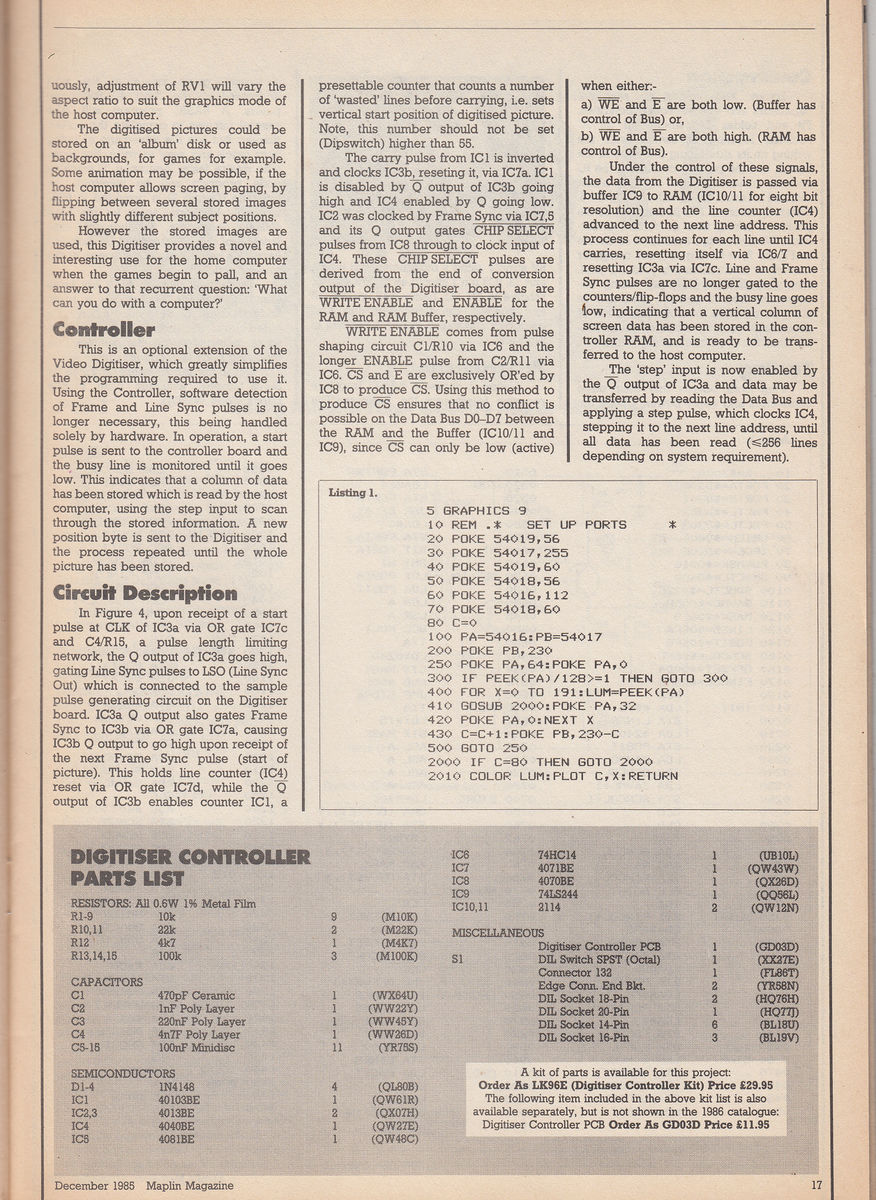 uously, adjustment of RV1 will vary the
aspect ratio to suit the graphics mode of
the host computer.
The digitised pictures could be
stored on an 'album' disk or used as
backgrounds, for games for example.
Some animation may be possible, if the
host computer allows screen paging, by
flipping between several stored images
with slightly different subject positions.
However the stored images are
used, this Digitiser provides a novel and
interesting use for the home computer
when the games begin to pall, and an
answer to that recurrent question: 'What
can you do with a computer?'
Controller
This is an optional extension of the
Video Digitiser, which greatly simplifies
the programming required to use it.
Using the Controller, software detection
of Frame and Line Sync pulses is no
longer necessary, this being handled
solely by hardware. In operation, a start
pulse is sent to the controller board and
the busy line is monitored until it goes
low. This indicates that a column of data
has been stored which is read by the host
computer, using the step input to scan
through the stored information. A new
position byte is sent to the Digitiser and
the process repeated until the whole
picture has been stored.
Circuit Description
In Figure 4, upon receipt of a start
pulse at CLK of IC3a via OR gate IC7c
and C4/R15, a pulse length limiting
network, the Q output of IC3a goes high,
gating Line Sync pulses to LSO (Line Sync
Out) which is connected to the sample
pulse generating circuit on the Digitiser
board. IC3a Q output also gates Frame
Sync to IC3b via OR gate IC7a, causing
IC3b Q output to go high upon receipt of
the next Frame Sync pulse (start of
picture). This holds line counter (IC4)
reset via OR gate IC7d, while the Q̅
output of IC3b enables counter IC1, a
presettable counter that counts a number
of 'wasted' lines before carrying, i.e. sets
vertical start position of digitised picture.
Note, this number should not be set
(Dipswitch) higher than 55.
The carry pulse from IC1 is inverted
and clocks IC3b, reseting it, via IC7a. IC1
is disabled by Q̅ output of IC3b going
high and IC4 enabled by Q going low.
IC2 was clocked by Frame Sync via IC7,5
and its Q output gates C̅H̅I̅P̅ S̅E̅L̅E̅C̅T̅
pulses from IC8 through to clock input of
IC4. These C̅H̅I̅P̅ S̅E̅L̅E̅C̅T̅ pulses are
derived from the end of conversion
output of the Digitiser board, as are
W̅R̅I̅T̅E̅ E̅N̅A̅B̅L̅E̅ and E̅N̅A̅B̅L̅E̅ for the
RAM and RAM Buffer, respectively.
W̅R̅I̅T̅E̅ E̅N̅A̅B̅L̅E̅ comes from pulse
shaping circuit C1/R10 via IC6 and the
longer E̅N̅A̅B̅L̅E̅ pulse from C2/R11 via
IC6. C̅S̅ and E̅ are exclusively OR'ed by
IC8 to produce C̅S̅. Using this method to
produce C̅S̅ ensures that no conflict is
possible on the Data Bus D0–D7 between
the RAM and the Buffer (IC10/11 and
IC9), since C̅S̅ can only be low (active)
when either:-
a) W̅E̅ and E̅ are both low. (Buffer has
control of Bus) or,
b) W̅E̅ and E̅ are both high. (RAM has
control of Bus).
Under the control of these signals,
the data from the Digitiser is passed via
buffer IC9 to RAM (IC10/11 for eight bit
resolution) and the line counter (IC4)
advanced to the next line address. This
process continues for each line until IC4
carries, resetting itself via IC6/7 and
resetting IC3a via IC7c. Line and Frame
Sync pulses are no longer gated to the
counters/flip-flops and the busy line goes
low, indicating that a vertical column of
screen data has been stored in the con-
troller RAM, and is ready to be trans-
ferred to the host computer.
The 'step' input is now enabled by
the Q̅ output of IC3a and data may be
transferred by reading the Data Bus and
applying a step pulse, which clocks IC4,
stepping it to the next line address, until
all data has been read (⩽256 lines
depending on system requirement).
Listing 1.
5 GRAPHICS 9
10 REM .* SET UP PORTS *
20 POKE 54019,56
30 POKE 54017,255
40 POKE 54019,60
50 POKE 54018,56
60 POKE 54016,112
70 POKE 54018,60
80 C=0
100 PA=54016:PB=54017
200 POKE PB,230
250 POKE PA,64:POKE PA,0
300 IF PEEK(PA)/128>=1 THEN GOTO 300
400 FOR X=0 TO 191:LUM=PEEK(PA)
410 GOSUB 2000:POKE PA,32
420 POKE PA,0:NEXT X
430 C=C+1:POKE PB,230-C
500 GOTO 250
2000 IF C=80 THEN GOTO 2000
2010 COLOR LUM:PLOT C,X:RETURN
DIGITISER CONTROLLER
PARTS LIST
RESISTORS: All 0.6W 1% Metal Film
R1-9 10k 9 (M10K)
R10,11 22k 2 (M22K)
R12 4k7 1 (M4K7)
R13,14,15 100k 3 (M100K)
CAPACITORS
C1 470pF Ceramic 1 (WX64U)
C2 1nF Poly Layer 1 (WW22Y)
C3 220nF Poly Layer 1 (WW45Y)
C4 4n7F Poly Layer 1 (WW26D)
C5-15 100nF Minidisc 11 (YR75S)
SEMICONDUCTORS
D1-4 1N4148 4 (QL80B)
IC1 40103BE 1 (QW61R)
IC2,3 4013BE 2 (QX07H)
IC4 4040BE 1 (QW27E)
IC5 4081BE 1 (QW48C)
IC6 74HC14 1 (UB10L)
IC7 4071BE 1 (QW43W)
IC8 4070BE 1 (QX26D)
IC9 74LS244 1 (QQ56L)
IC10,11 2114 2 (QW12N)
MISCELLANEOUS
Digitiser Controller PCB 1 (GD03D)
S1 DIL Switch SPST (Octal) 1 (XX27E)
Connector 132 1 (FL86T)
Edge Conn. End Bkt. 2 (YR58N)
DIL Socket 18-Pin 2 (HQ76H)
DIL Socket 20-Pin 1 (HQ77J)
DIL Socket 14-Pin 6 (BL18U)
DIL Socket 16-Pin 3 (BL19V)
A kit of parts is available for this project:
Order As LK96E (Digitiser Controller Kit) Price £29.95
The following item included in the above kit list is also
available separately, but is not shown in the 1986 catalogue:
Digitiser Controller PCB Order As GD03D Price £11.95
December 1985 Maplin Magazine
17